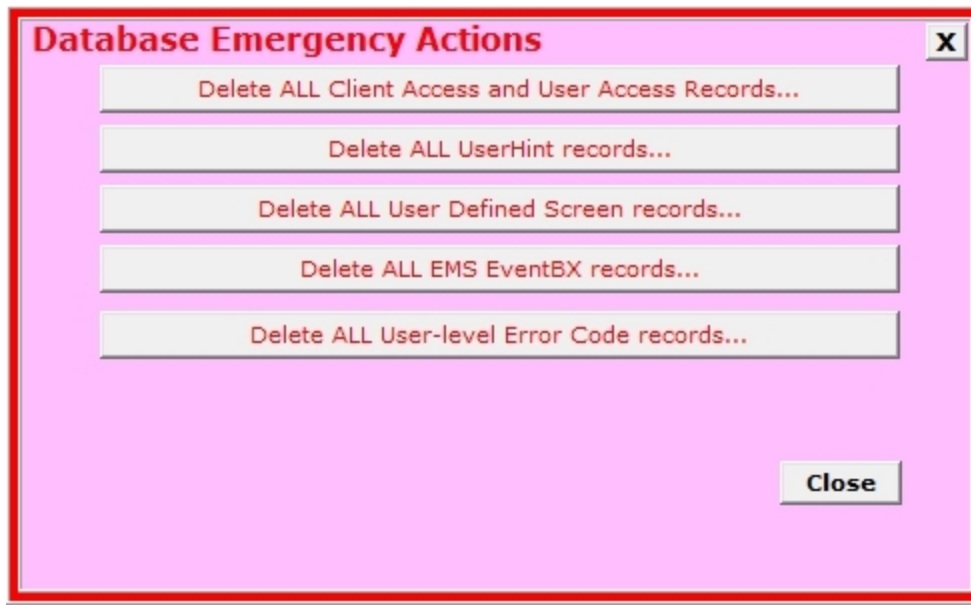 Database Emergency Actions
X
Delete ALL Client Access and User Access Records...
Delete ALL UserHint records...
Delete ALL User Defined Screen records...
Delete ALL EMS EventBX records...
Delete ALL User-level Error Code records...
Close